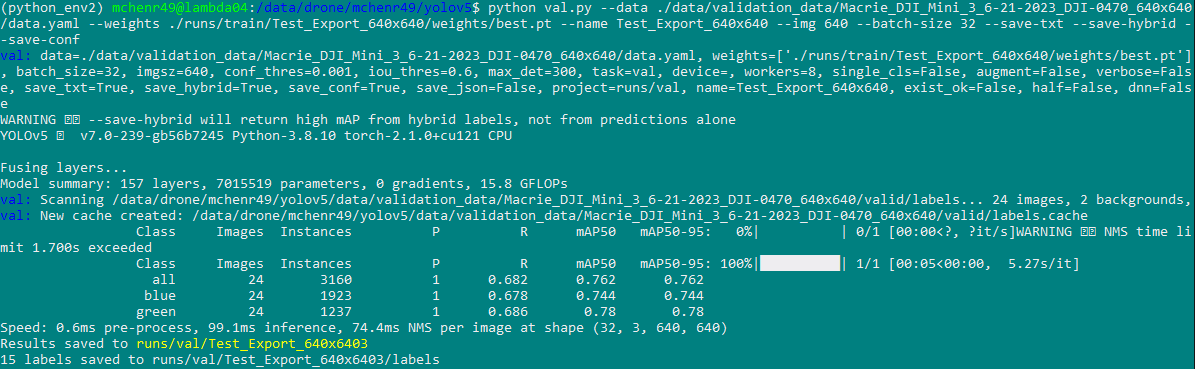 (python_env2) mchenr49@lambda04:/data/drone/mchenr49/yolov5$ python val.py --data ./data/validation_data/Macrie_DJI_Mini_3_6-21-2023_DJI-0470_640x640
/data.yaml --weights ./runs/train/Test_Export_640x640/weights/best.pt --name Test_Export_640x640 --img 640 --batch-size 32 --save-txt --save-hybrid -
-save-conf
val: data=./data/validation_data/Macrie_DJI_Mini_3_6-21-2023_DJI-0470_640x640/data.yaml, weights=['./runs/train/Test_Export_640x640/weights/best.pt']
, batch_size=32, imgsz=640, conf_thres=0.001, iou_thres=0.6, max_det=300, task=val, device=, workers=8, single_cls=False, augment=False, verbose=Fals
e, save_txt=True, save_hybrid=True, save_conf=True, save_json=False, project=runs/val, name=Test_Export_640x640, exist_ok=False, half=False, dnn=Fals
e
WARNING --save-hybrid will return high mAP from hybrid labels, not from predictions alone
YOLOv5 v7.0-239-gb56b7245 Python-3.8.10 torch-2.1.0+cu121 CPU
Fusing layers...
Model summary: 157 layers, 7015519 parameters, 0 gradients, 15.8 GFLOPs
val: Scanning /data/drone/mchenr49/yolov5/data/validation_data/Macrie_DJI_Mini_3_6-21-2023_DJI-0470_640x640/valid/labels... 24 images, 2 backgrounds,
val: New cache created: /data/drone/mchenr49/yolov5/data/validation_data/Macrie_DJI_Mini_3_6-21-2023_DJI-0470_640x640/valid/labels.cache
Class Images Instances P R mAP50 mAP50-95: 0%| | 0/1 [00:00<?, ?it/s]WARNING NMS time li
mit 1.700s exceeded
Class Images Instances P R mAP50 mAP50-95: 100%|██████████| 1/1 [00:05<00:00, 5.27s/it]
all 24 3160 1 0.682 0.762 0.762
blue 24 1923 1 0.678 0.744 0.744
green 24 1237 1 0.686 0.78 0.78
Speed: 0.6ms pre-process, 99.1ms inference, 74.4ms NMS per image at shape (32, 3, 640, 640)
Results saved to runs/val/Test_Export_640x6403
15 labels saved to runs/val/Test_Export_640x6403/labels